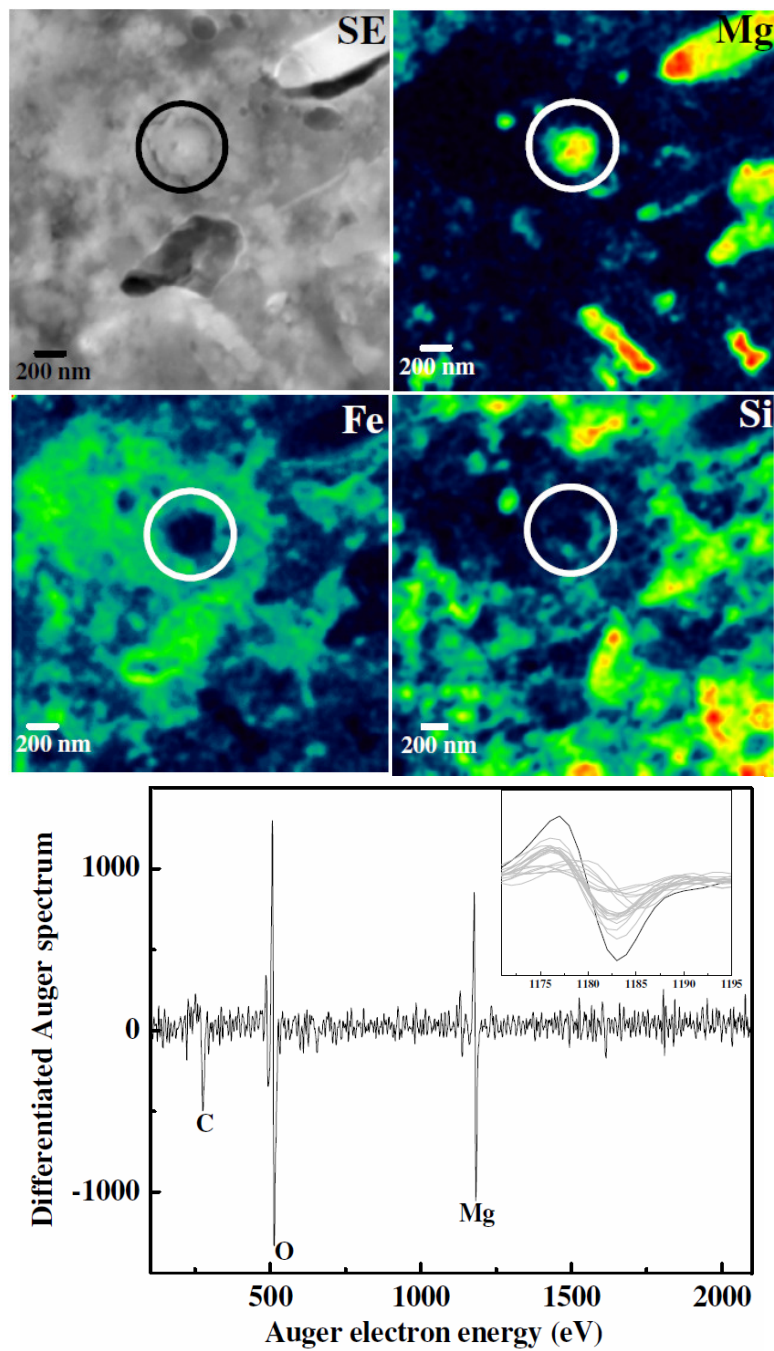 SE
Mg
200 nm
200 nm
Fe
Si
200 nm
200 nm
Differentiated Auger spectrum
1000
0
-1000
C
O
Mg
1175 1180 1185 1190 1195
500 1000 1500 2000
Auger electron energy (eV)